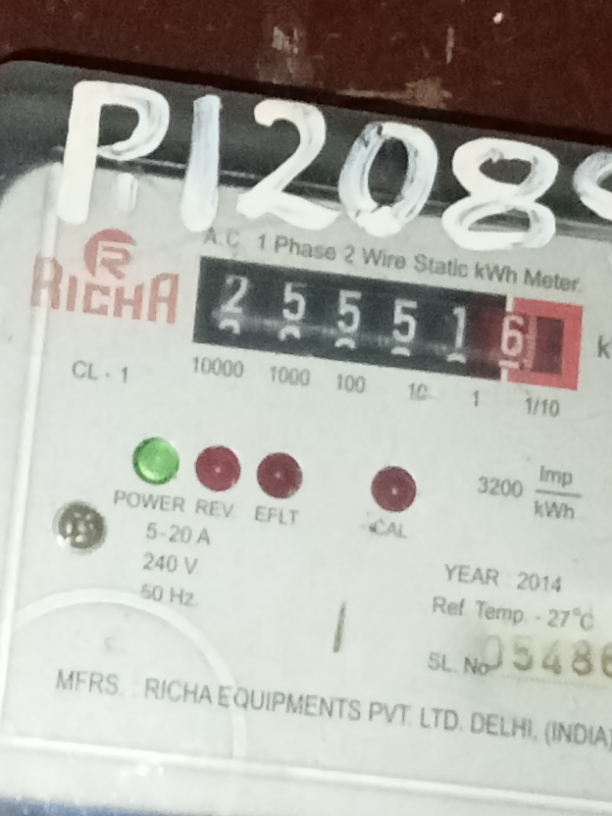 P12089
R
RICHA
A.C. 1 Phase 2 Wire Static kWh Meter.
2 5 5 5 1 6
10000 1000 100 10 1 1/10
CL - 1
POWER REV. EFLT CAL
3200 Imp/kWh
5-20 A
240 V.
50 Hz.
YEAR : 2014
Ref. Temp. - 27°C
SL. No 05486
MFRS. : RICHA EQUIPMENTS PVT. LTD. DELHI, (INDIA)